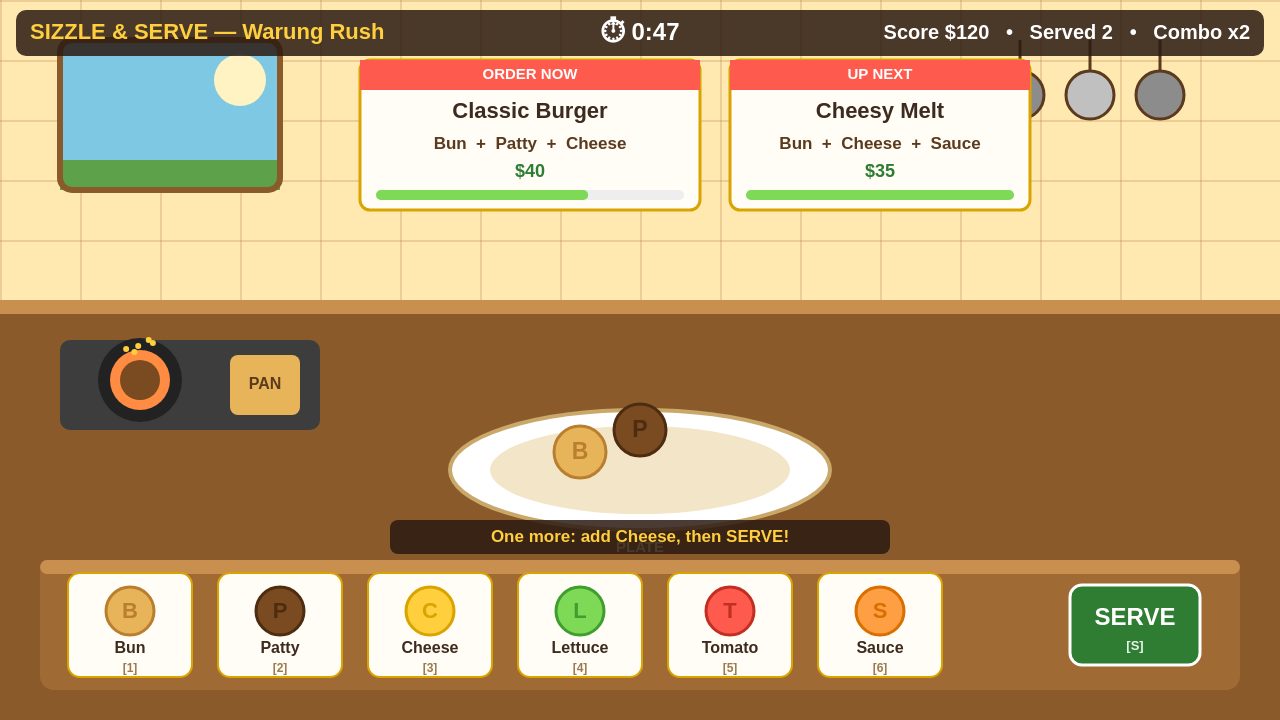 SIZZLE & SERVE — Warung Rush
⏱ 0:47
Score $120 • Served 2 • Combo x2
ORDER NOW
Classic Burger
Bun + Patty + Cheese
$40
UP NEXT
Cheesy Melt
Bun + Cheese + Sauce
$35
PAN
B
P
One more: add Cheese, then SERVE!
PLATE
B
Bun
[1]
P
Patty
[2]
C
Cheese
[3]
L
Lettuce
[4]
T
Tomato
[5]
S
Sauce
[6]
SERVE
[S]